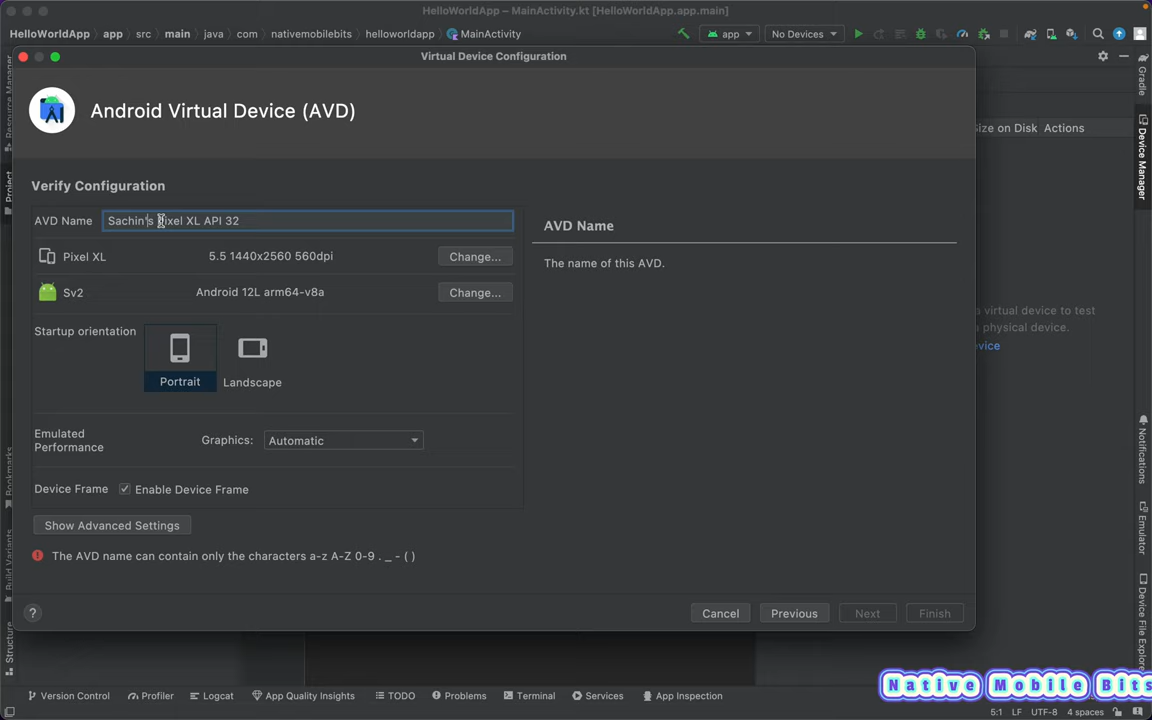 HelloWorldApp – MainActivity.kt [HelloWorldApp.app.main]
HelloWorldApp app src main java com nativemobilebits helloworldapp MainActivity app No Devices
Virtual Device Configuration
Android Virtual Device (AVD)
Size on Disk Actions
Verify Configuration
AVD Name Sachin's Pixel XL API 32
AVD Name
Pixel XL 5.5 1440x2560 560dpi Change...
The name of this AVD.
Sv2 Android 12L arm64-v8a Change...
virtual device to test
physical device.
Startup orientation
Portrait
Landscape
Emulated
Performance
Graphics: Automatic
Device Frame Enable Device Frame
Show Advanced Settings
The AVD name can contain only the characters a-z A-Z 0-9 . _ - ( )
? Cancel Previous Next Finish
Resource Manager
Project
Bookmarks
Build Variants
Structure
Gradle
Device Manager
Notifications
Emulator
Device File Explorer
Version Control Profiler Logcat App Quality Insights TODO Problems Terminal Services App Inspection
Native Mobile Bits
5:1 LF UTF-8 4 spaces